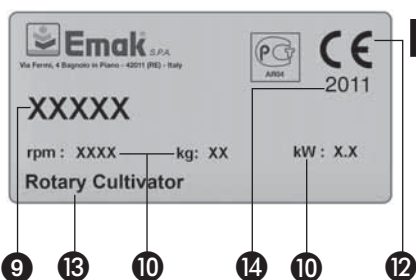 Emak S.P.A.
Via Fermi, 4 Bagnolo in Piano - 42011 (RE) - Italy
PCT
AR04
CE
2011
XXXXX
rpm : XXXX kg: XX kW : X.X
Rotary Cultivator
9 13 10 14 10 12